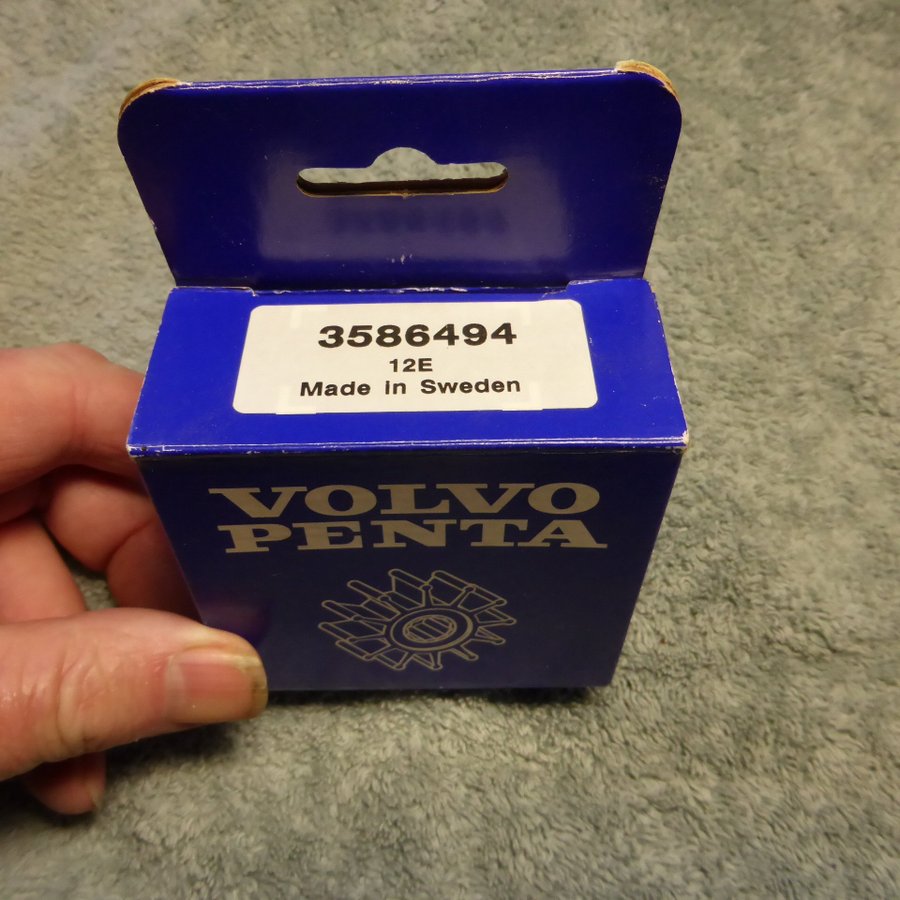 3586494
12E
Made in Sweden
VOLVO
PENTA